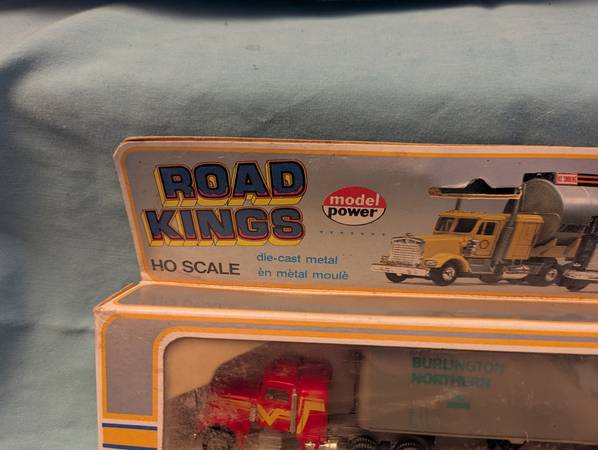 ROAD
KINGS
model
power
HO SCALE
die-cast metal
èn mètal moulè
BURLINGTON
NORTHERN